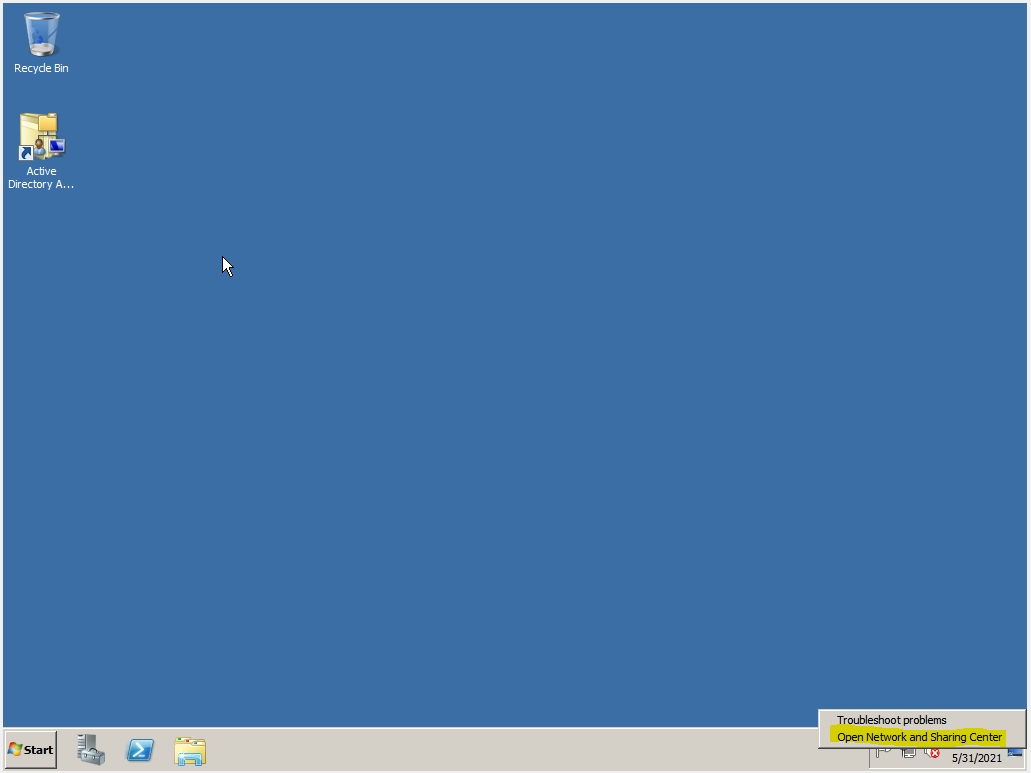 Recycle Bin
Active
Directory A...
Troubleshoot problems
Open Network and Sharing Center
Start
5/31/2021